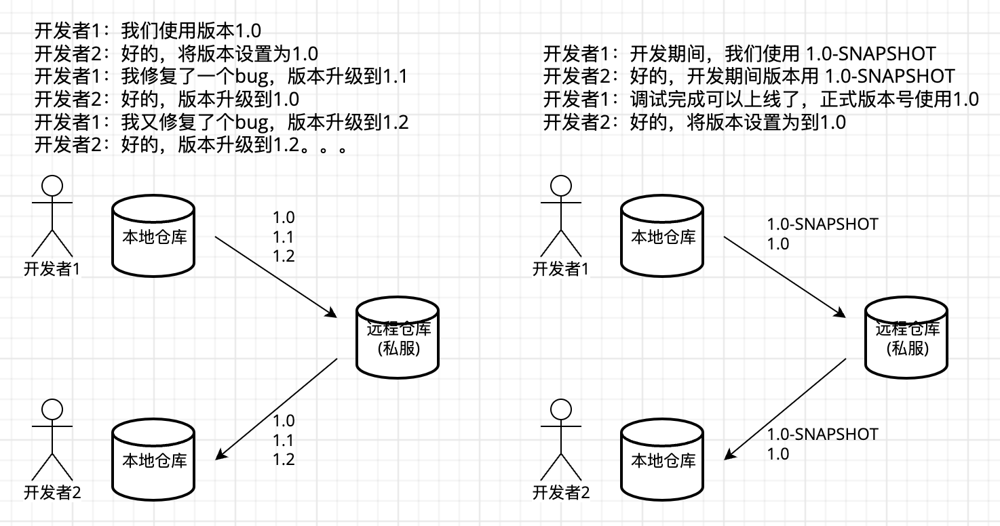 开发者1：我们使用版本1.0
开发者2：好的，将版本设置为1.0
开发者1：我修复了一个bug，版本升级到1.1
开发者2：好的，版本升级到1.0
开发者1：我又修复了个bug，版本升级到1.2
开发者2：好的，版本升级到1.2。。。
1.0
1.1
1.2
本地仓库
开发者1
远程仓库
(私服)
1.0
1.1
1.2
本地仓库
开发者2
开发者1：开发期间，我们使用 1.0-SNAPSHOT
开发者2：好的，开发期间版本用 1.0-SNAPSHOT
开发者1：调试完成可以上线了，正式版本号使用1.0
开发者2：好的，将版本设置为到1.0
1.0-SNAPSHOT
1.0
本地仓库
开发者1
远程仓库
(私服)
1.0-SNAPSHOT
1.0
本地仓库
开发者2